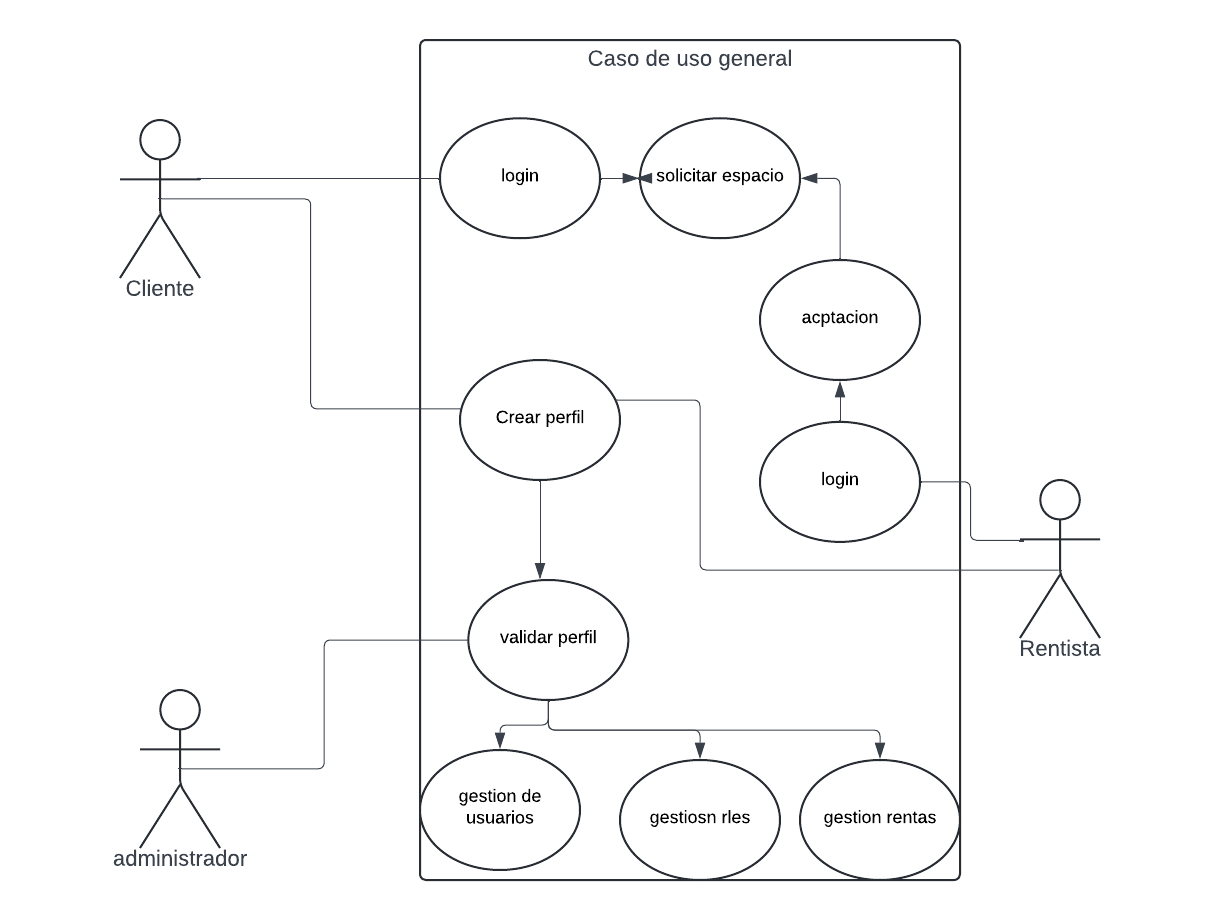 Caso de uso general
login
solicitar espacio
Cliente
acptacion
Crear perfil
login
validar perfil
Rentista
gestion de
usuarios
gestiosn rles
gestion rentas
administrador